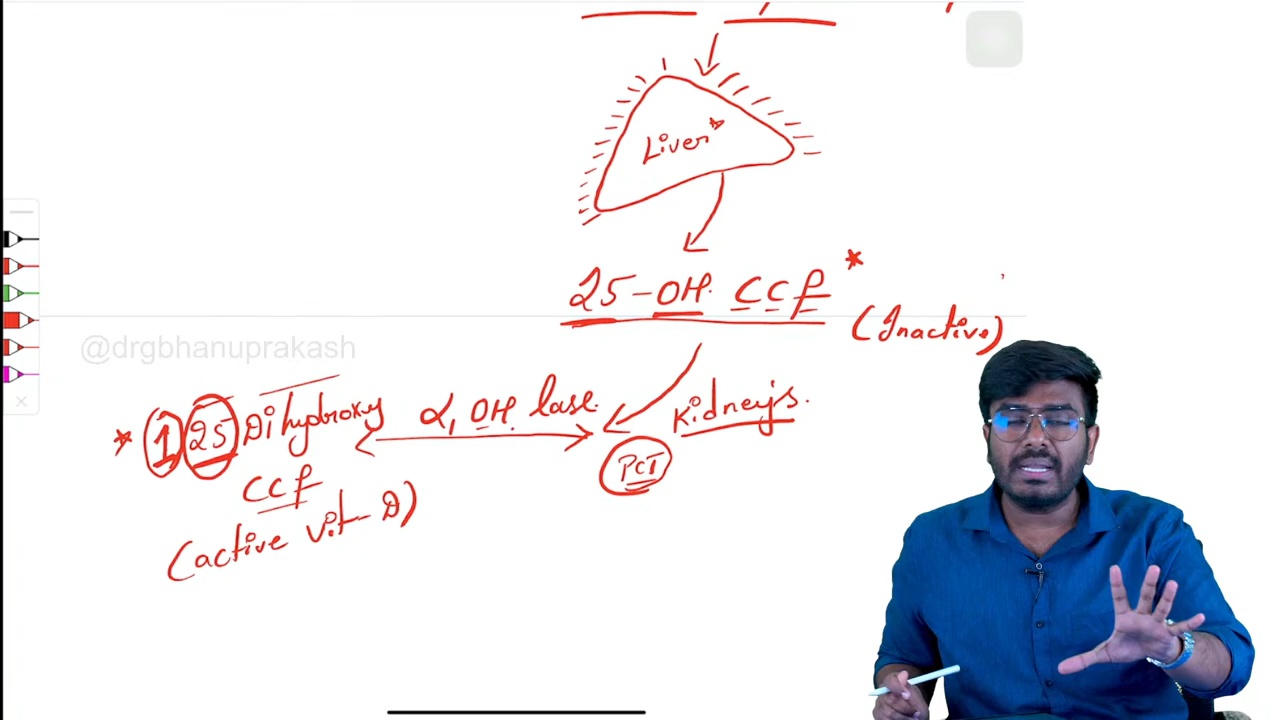 Liver
25-OH CCF
(Inactive)
@drgbhanuprakash
1 25 Dihydroxy
CCF
(active Vit-D)
α, OH lase
Kidneys.
PCT